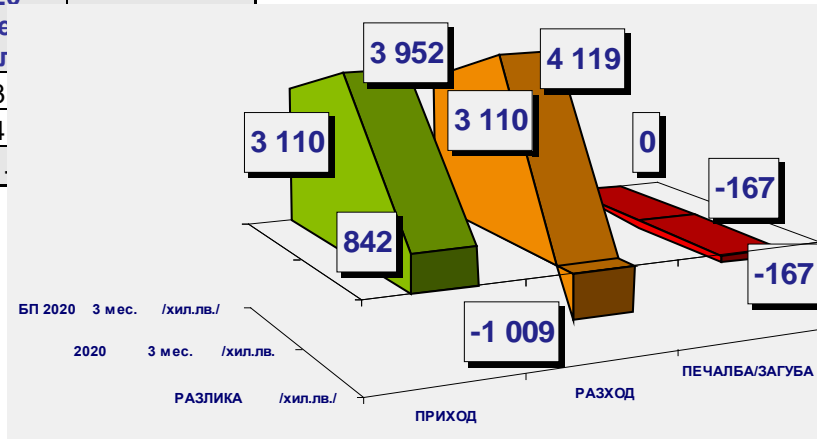 3 952
4 119
3 110
3 110
0
-167
842
-167
-1 009
БП 2020 3 мес. /хил.лв./
2020 3 мес. /хил.лв.
РАЗЛИКА /хил.лв./
ПРИХОД
РАЗХОД
ПЕЧАЛБА/ЗАГУБА